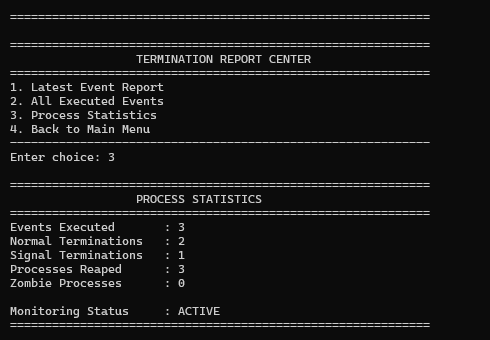 ============================================================
============================================================
                  TERMINATION REPORT CENTER
============================================================
1. Latest Event Report
2. All Executed Events
3. Process Statistics
4. Back to Main Menu
------------------------------------------------------------
Enter choice: 3
============================================================
                  PROCESS STATISTICS
============================================================
Events Executed       : 3
Normal Terminations   : 2
Signal Terminations   : 1
Processes Reaped      : 3
Zombie Processes      : 0
Monitoring Status     : ACTIVE
============================================================